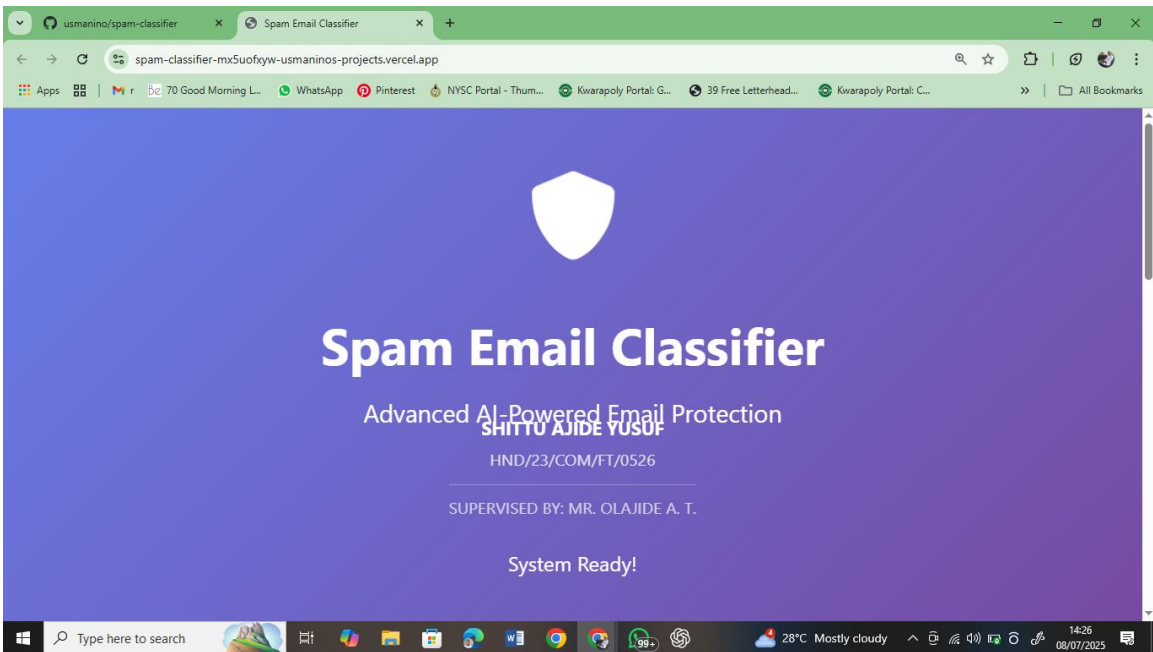 usmanino/spam-classifier
Spam Email Classifier
spam-classifier-mx5uofxyw-usmaninos-projects.vercel.app
Apps
M r
70 Good Morning L...
WhatsApp
Pinterest
NYSC Portal - Thum...
Kwarapoly Portal: G...
39 Free Letterhead...
Kwarapoly Portal: C...
»
All Bookmarks
Spam Email Classifier
Advanced AI-Powered Email Protection
SHITTU AJIDE YUSUF
HND/23/COM/FT/0526
SUPERVISED BY: MR. OLAJIDE A. T.
System Ready!
Type here to search
99+
4
28°C Mostly cloudy
14:26
08/07/2025